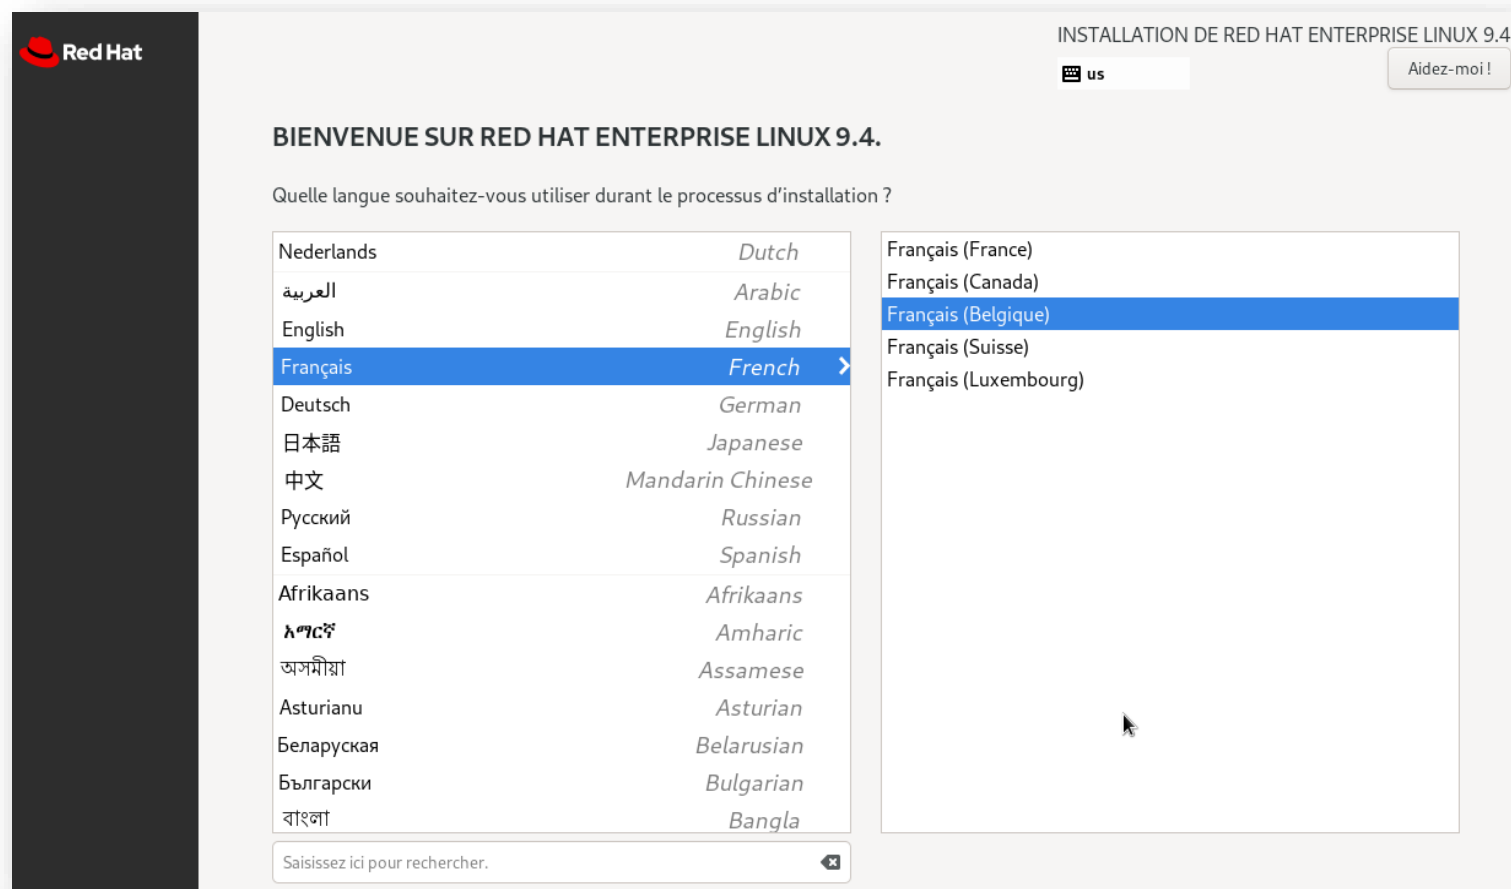 Red Hat
INSTALLATION DE RED HAT ENTERPRISE LINUX 9.4
us
Aidez-moi !
BIENVENUE SUR RED HAT ENTERPRISE LINUX 9.4.
Quelle langue souhaitez-vous utiliser durant le processus d'installation ?
Nederlands Dutch
العربية Arabic
English English
Français French
Deutsch German
日本語 Japanese
中文 Mandarin Chinese
Русский Russian
Español Spanish
Afrikaans Afrikaans
አማርኛ Amharic
অসমীয়া Assamese
Asturianu Asturian
Беларуская Belarusian
Български Bulgarian
বাংলা Bangla
Saisissez ici pour rechercher.
Français (France)
Français (Canada)
Français (Belgique)
Français (Suisse)
Français (Luxembourg)